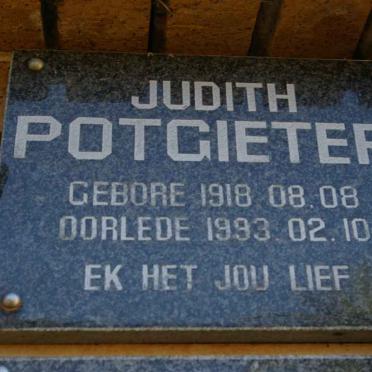 JUDITH
POTGIETER
GEBORE 1918.08.08
OORLEDE 1993.02.10
EK HET JOU LIEF